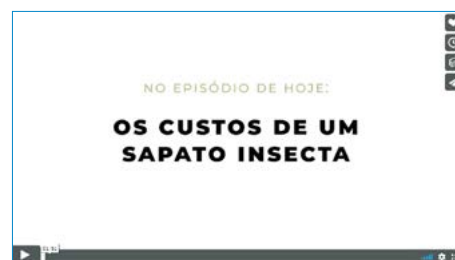 NO EPISÓDIO DE HOJE:
OS CUSTOS DE UM
SAPATO INSECTA